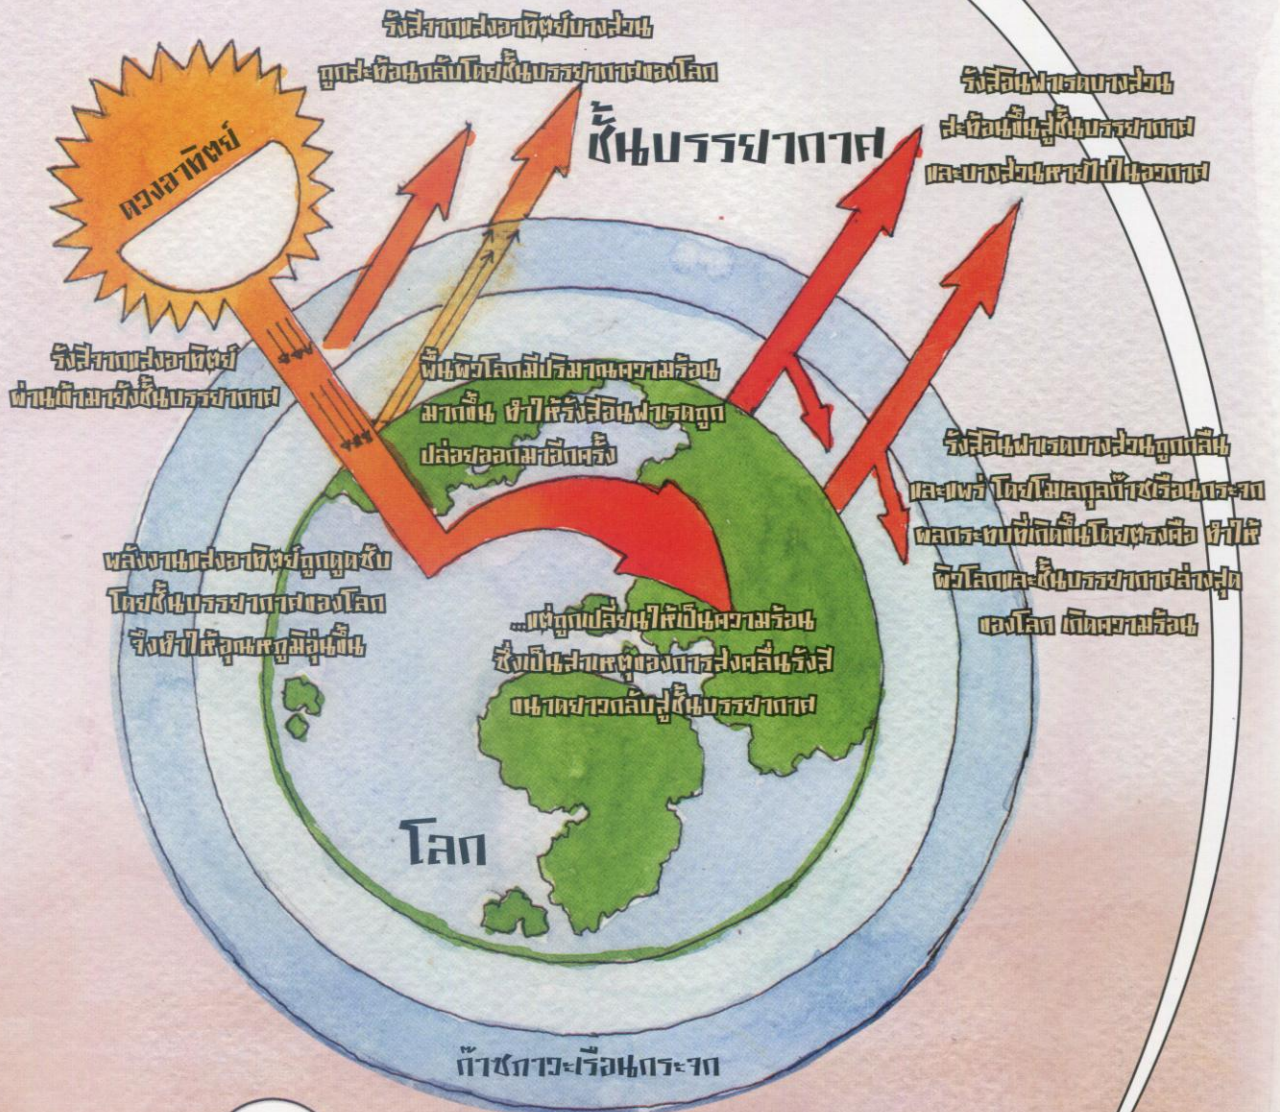 รังสีจากแสงอาทิตย์บางส่วน
ถูกสะท้อนกลับโดยชั้นบรรยากาศของโลก
ดวงอาทิตย์
ชั้นบรรยากาศ
รังสีอินฟาเรดบางส่วน
สะท้อนขึ้นสู่ชั้นบรรยากาศ
และบางส่วนหายไปในอวกาศ
รังสีจากแสงอาทิตย์
ผ่านเข้ามายังชั้นบรรยากาศ
พื้นผิวโลกมีปริมาณความร้อน
มากขึ้น ทำให้รังสีอินฟาเรดถูก
ปล่อยออกมาอีกครั้ง
รังสีอินฟาเรดบางส่วนถูกกลืน
และแพร่ โดยโมเลกุลก๊าซเรือนกระจก
ผลกระทบที่เกิดขึ้นโดยตรงคือ ทำให้
ผิวโลกและชั้นบรรยากาศล่างสุด
ของโลก เกิดความร้อน
พลังงานแสงอาทิตย์ถูกดูดซับ
โดยชั้นบรรยากาศของโลก
จึงทำให้อุณหภูมิอุ่นขึ้น
...แต่ถูกเปลี่ยนให้เป็นความร้อน
ซึ่งเป็นสาเหตุของการส่งคลื่นรังสี
ขนาดยาวกลับสู่ชั้นบรรยากาศ
โลก
ก๊าซภาวะเรือนกระจก